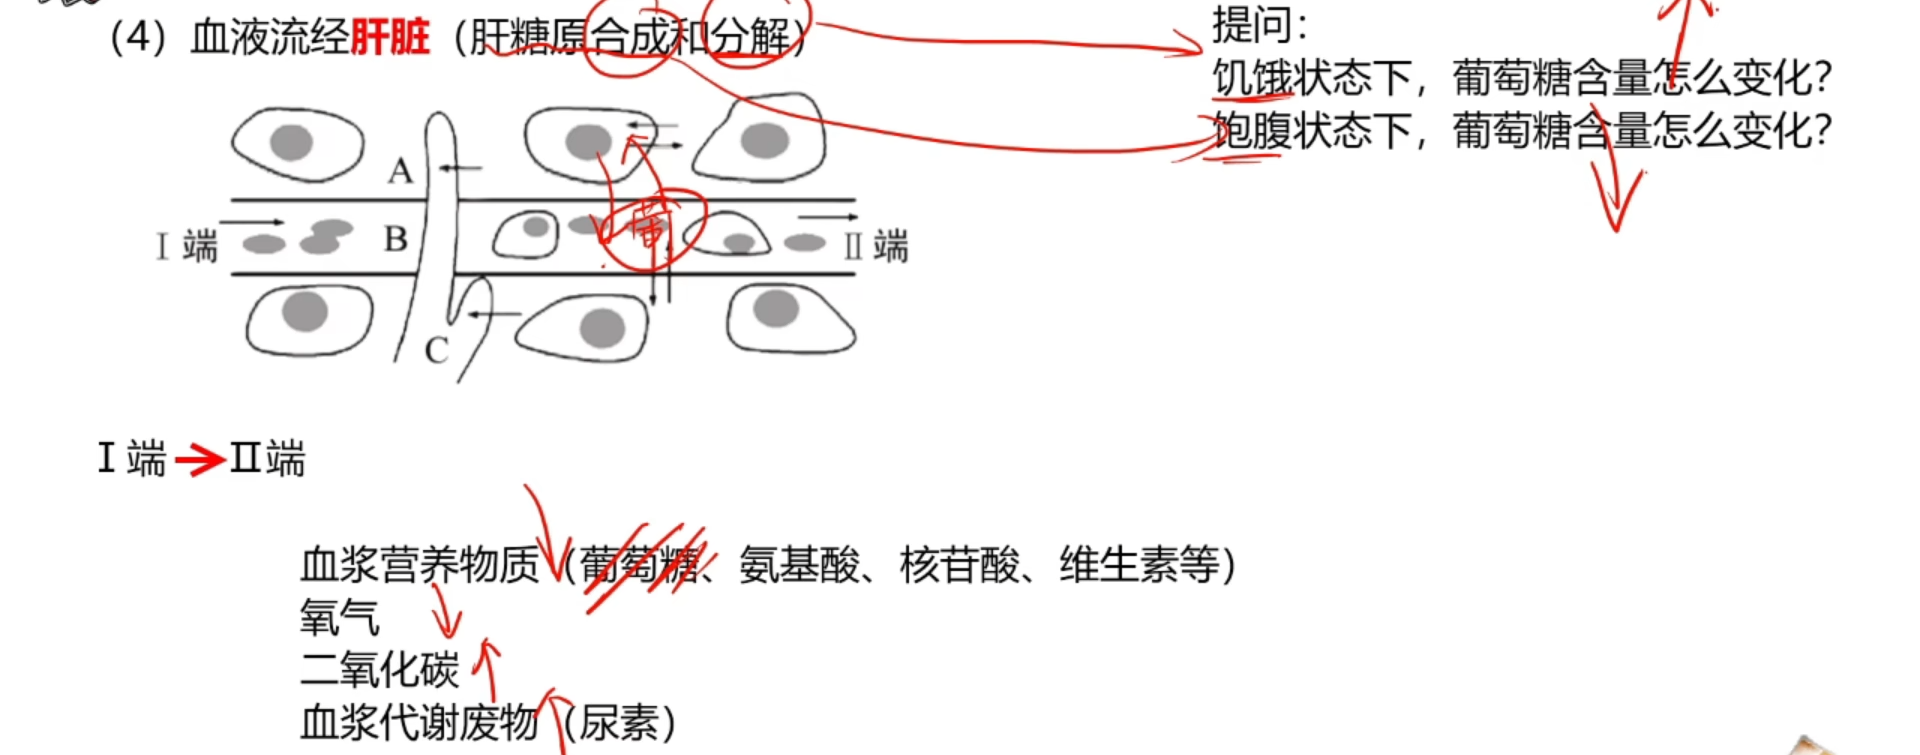 （4）血液流经肝脏（肝糖原合成和分解）
提问：
饥饿状态下，葡萄糖含量怎么变化？
饱腹状态下，葡萄糖含量怎么变化？
A
B
C
Ⅰ 端
Ⅱ 端
葡
Ⅰ 端→Ⅱ端
血浆营养物质（葡萄糖、氨基酸、核苷酸、维生素等）
氧气
二氧化碳
血浆代谢废物（尿素）